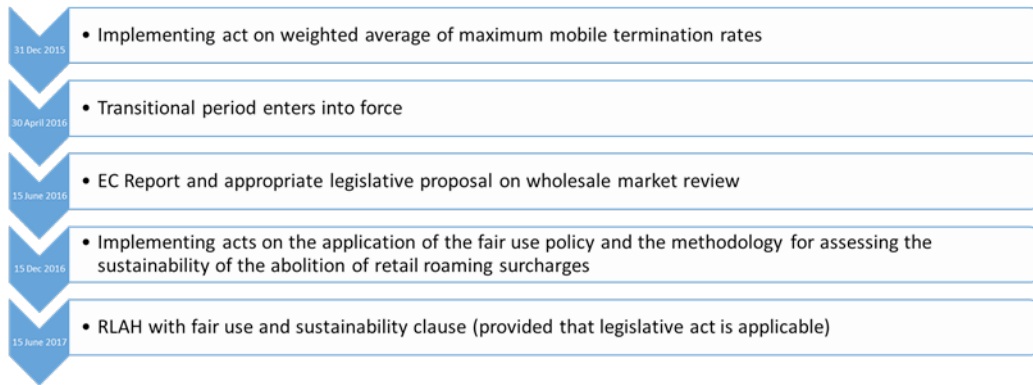 31 Dec 2015
• Implementing act on weighted average of maximum mobile termination rates
30 April 2016
• Transitional period enters into force
15 June 2016
• EC Report and appropriate legislative proposal on wholesale market review
15 Dec 2016
• Implementing acts on the application of the fair use policy and the methodology for assessing the
sustainability of the abolition of retail roaming surcharges
15 June 2017
• RLAH with fair use and sustainability clause (provided that legislative act is applicable)